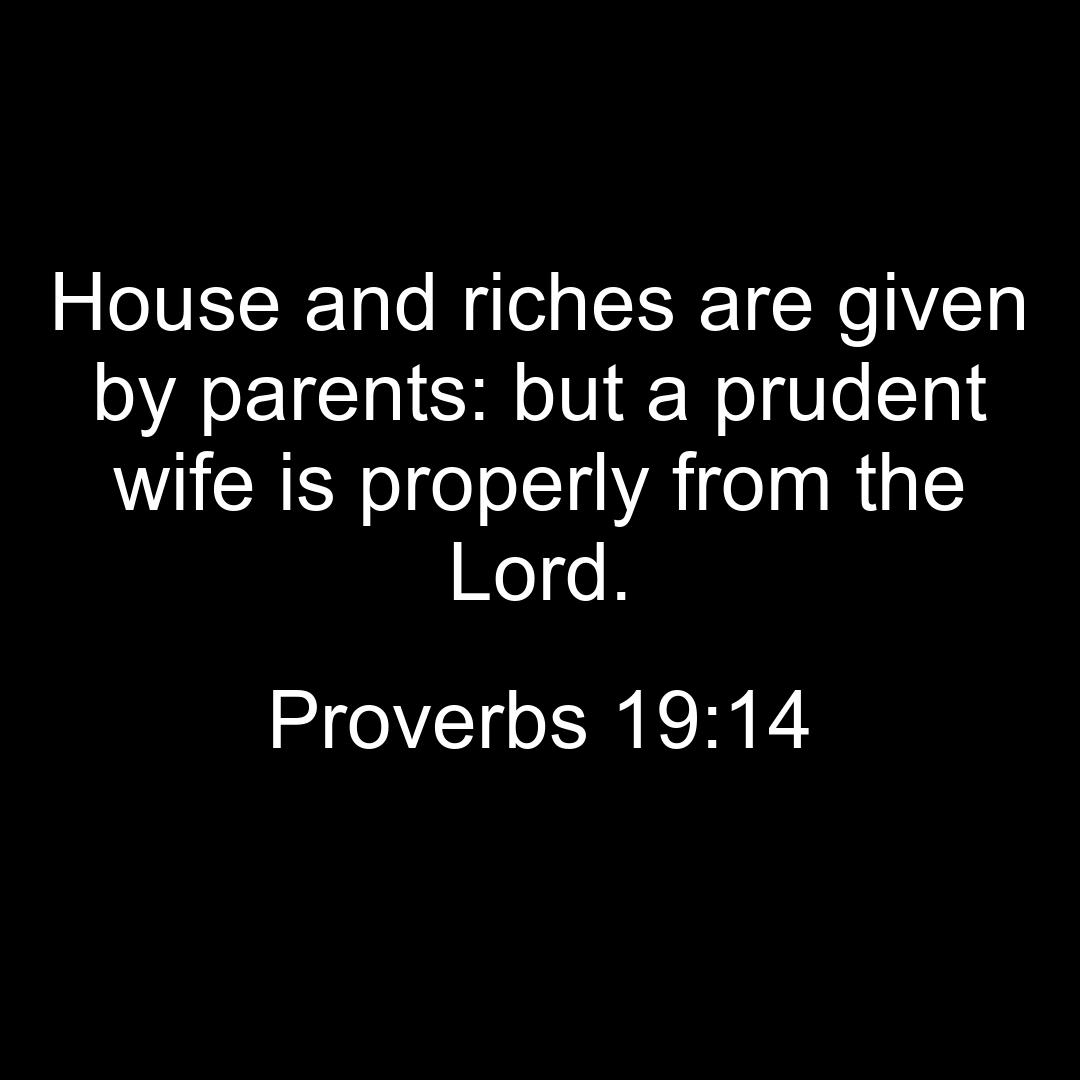 House and riches are given
by parents: but a prudent
wife is properly from the
Lord.
Proverbs 19:14